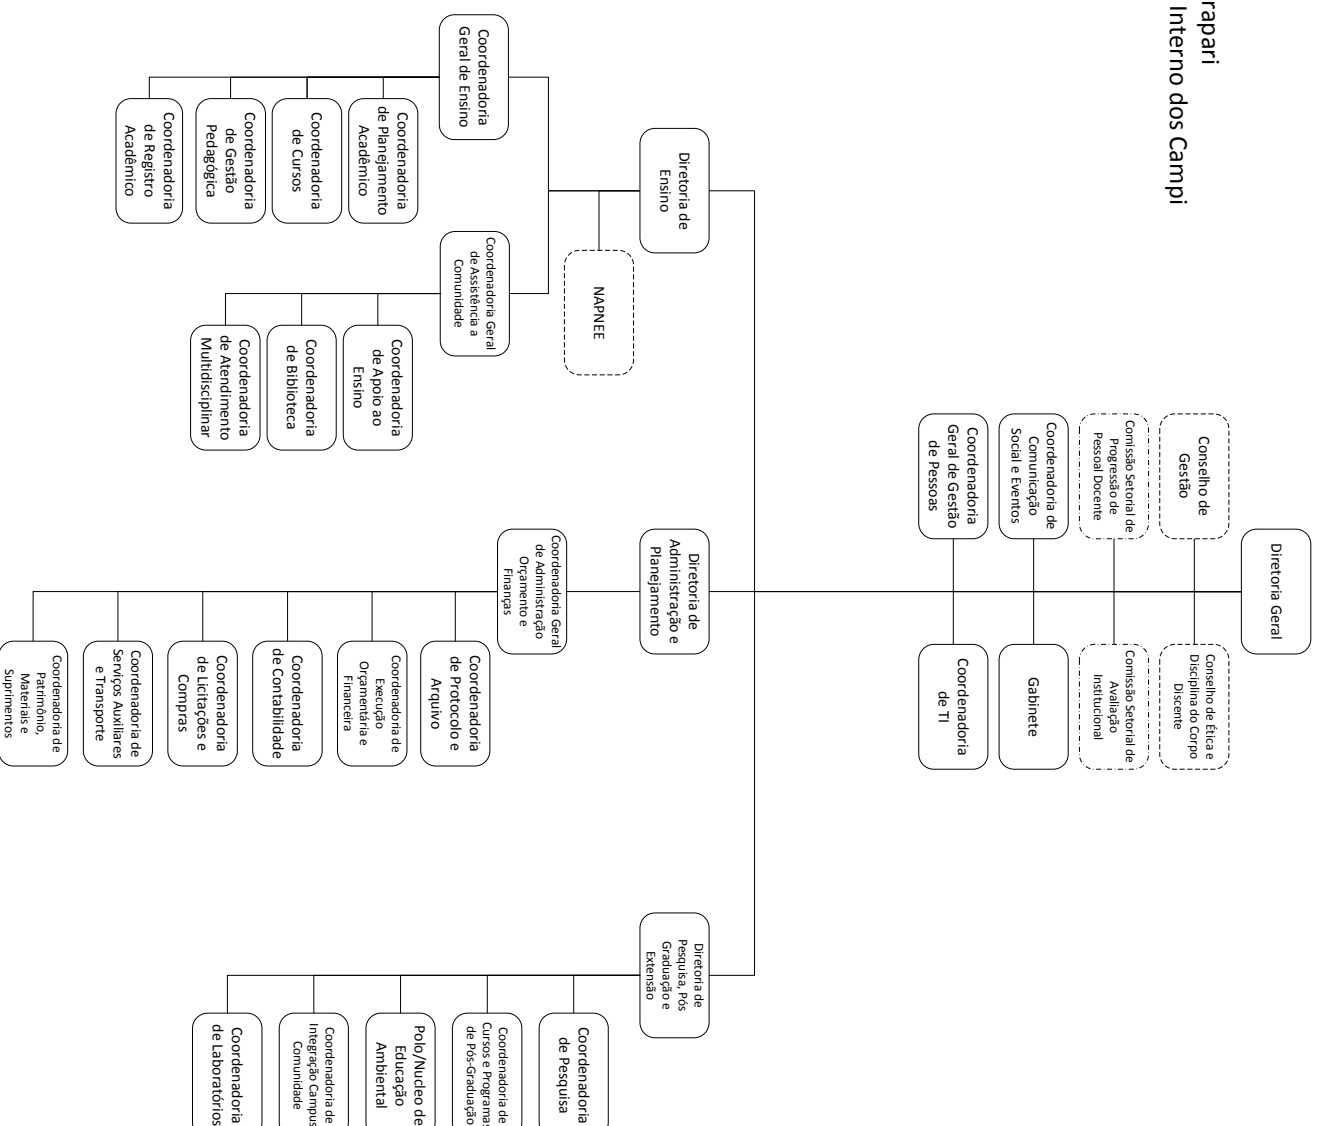 rapari
Interno dos Campi
Diretoria Geral
Conselho de
Gestão
Conselho de Ética e
Disciplina do Corpo
Discente
Comissão Setorial de
Progressão de
Pessoal Docente
Comissão Setorial de
Avaliação
Institucional
Coordenadoria de
Comunicação
Social e Eventos
Gabinete
Coordenadoria
Geral de Gestão
de Pessoas
Coordenadoria
de TI
Diretoria de
Ensino
Diretoria de
Administração e
Planejamento
Diretoria de
Pesquisa, Pós
Graduação e
Extensão
NAPNEE
Coordenadoria
Geral de Ensino
Coordenadoria Geral
de Assistência a
Comunidade
Coordenadoria
de Planejamento
Acadêmico
Coordenadoria
de Cursos
Coordenadoria
de Gestão
Pedagógica
Coordenadoria
de Registro
Acadêmico
Coordenadoria
de Apoio ao
Ensino
Coordenadoria
de Biblioteca
Coordenadoria
de Atendimento
Multidisciplinar
Coordenadoria Geral
de Administração
Orçamento e
Finanças
Coordenadoria
de Protocolo e
Arquivo
Coordenadoria de
Execução
Orçamentária e
Financeira
Coordenadoria
de Contabilidade
Coordenadoria
de Licitações e
Compras
Coordenadoria de
Serviços Auxiliares
e Transporte
Coordenadoria de
Patrimônio,
Materiais e
Suprimentos
Coordenadoria
de Pesquisa
Coordenadoria de
Cursos e Programas
de Pós-Graduação
Polo/Nucleo de
Educação
Ambiental
Coordenadoria de
Integração Campus
Comunidade
Coordenadoria
de Laboratórios